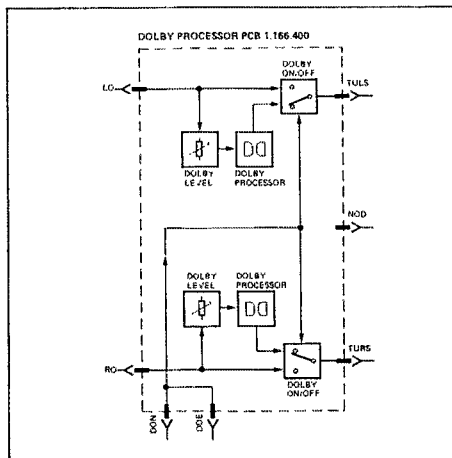 DOLBY PROCESSOR PCB 1.166.400
DOLBY
ON/OFF
LO
TULS
DOLBY
LEVEL
DOLBY
PROCESSOR
NOD
DOLBY
LEVEL
DOLBY
PROCESSOR
TURS
RO
DOLBY
ON/OFF
DON
DDE